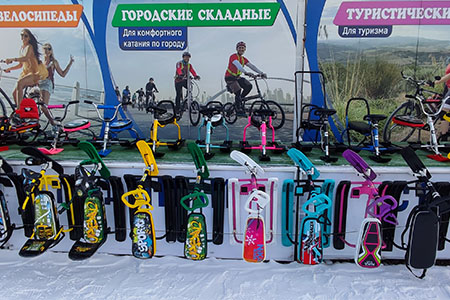 ВЕЛОСИПЕДЫ
ГОРОДСКИЕ СКЛАДНЫЕ
Для комфортного
катания по городу
ТУРИСТИЧЕСКИ
Для туризма